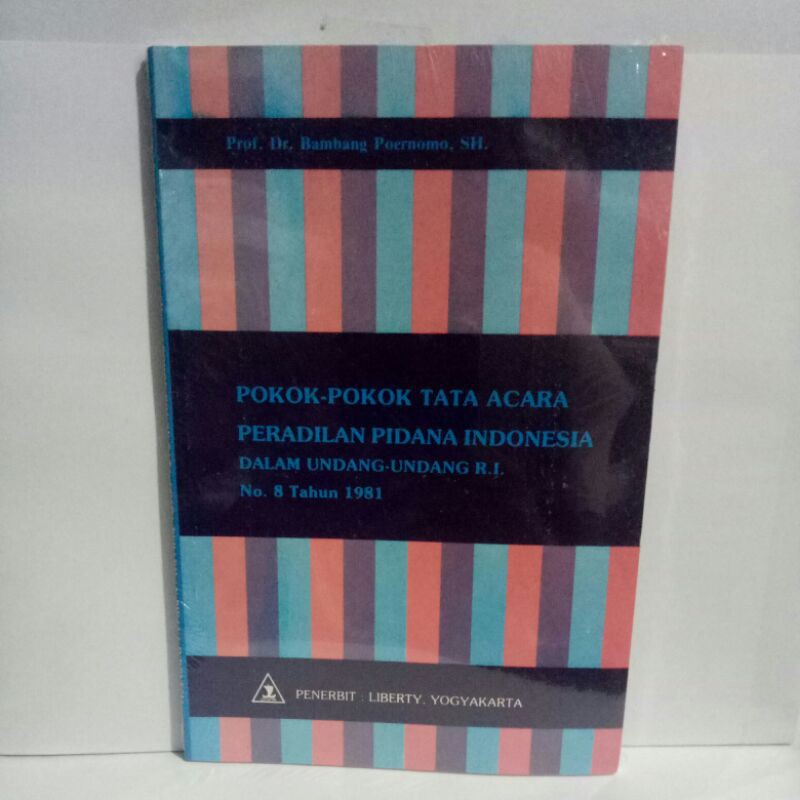 Prof. Dr. Bambang Poernomo, SH.
POKOK-POKOK TATA ACARA
PERADILAN PIDANA INDONESIA
DALAM UNDANG-UNDANG R.I.
No. 8 Tahun 1981
PENERBIT : LIBERTY, YOGYAKARTA